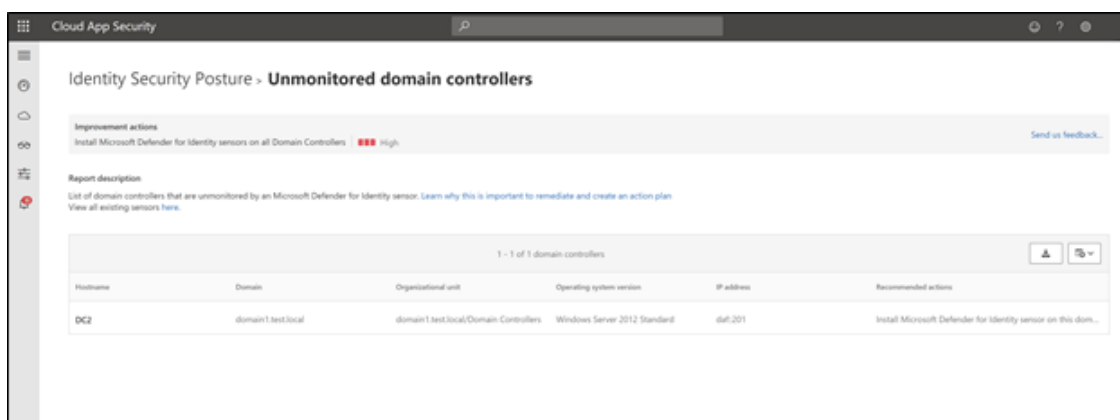 Cloud App Security
Identity Security Posture > Unmonitored domain controllers
Improvement actions
Install Microsoft Defender for Identity sensors on all Domain Controllers High
Send us feedback...
Report description
List of domain controllers that are unmonitored by an Microsoft Defender for Identity sensor. Learn why this is important to remediate and create an action plan
View all existing sensors here.
1 - 1 of 1 domain controllers
Hostname Domain Organizational unit Operating system version IP address Recommended actions
DC2 domain1.test.local domain1.test.local/Domain Controllers Windows Server 2012 Standard Install Microsoft Defender for Identity sensor on this dom...